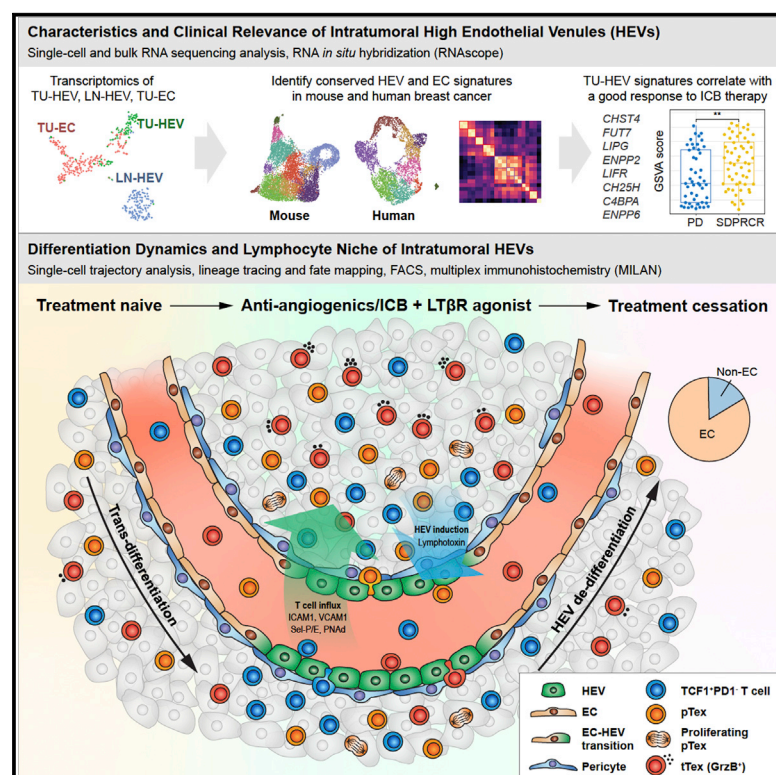 Characteristics and Clinical Relevance of Intratumoral High Endothelial Venules (HEVs)
Single-cell and bulk RNA sequencing analysis, RNA in situ hybridization (RNAscope)
Transcriptomics of
TU-HEV, LN-HEV, TU-EC
TU-EC
TU-HEV
LN-HEV
Identify conserved HEV and EC signatures
in mouse and human breast cancer
Mouse
Human
TU-HEV signatures correlate with
a good response to ICB therapy
CHST4
FUT7
LIPG
ENPP2
LIFR
CH25H
C4BPA
ENPP6
GSVA score
**
PD
SDPRCR
Differentiation Dynamics and Lymphocyte Niche of Intratumoral HEVs
Single-cell trajectory analysis, lineage tracing and fate mapping, FACS, multiplex immunohistochemistry (MILAN)
Treatment naive
Anti-angiogenics/ICB + LTβR agonist
Treatment cessation
Non-EC
EC
Trans-differentiation
T cell influx
ICAM1, VCAM1
Sel-P/E, PNAd
HEV induction
Lymphotoxin
HEV de-differentiation
HEV
EC
EC-HEV
transition
Pericyte
TCF1⁺PD1⁻ T cell
pTex
Proliferating
pTex
tTex (GrzB⁺)